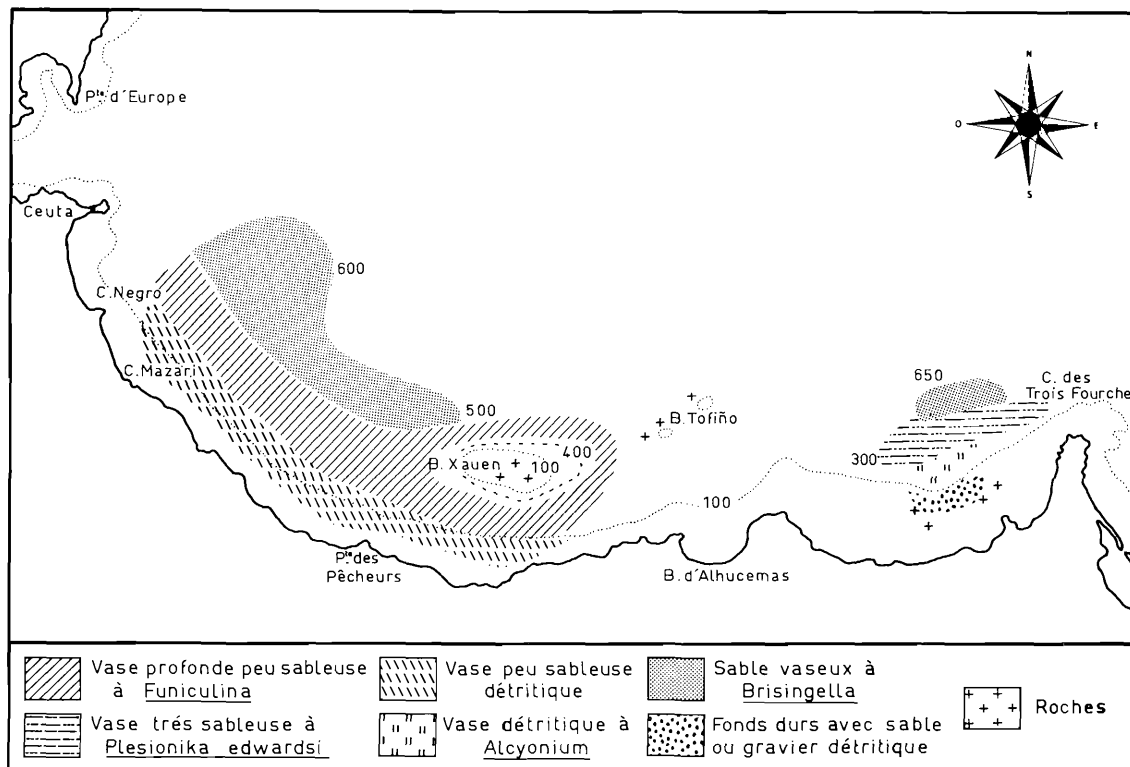 Pte d'Europe
N
O
E
S
Ceuta
600
C.Negro
C.Mazari
500
B.Tofiño
650
C. des
Trois Fourche
400
B. Xauen
100
300
100
Pte des
Pêcheurs
B. d'Alhucemas
Vase profonde peu sableuse
à Funiculina
Vase peu sableuse
détritique
Sable vaseux à
Brisingella
Roches
Vase trés sableuse à
Plesionika edwardsi
Vase détritique à
Alcyonium
Fonds durs avec sable
ou gravier détritique